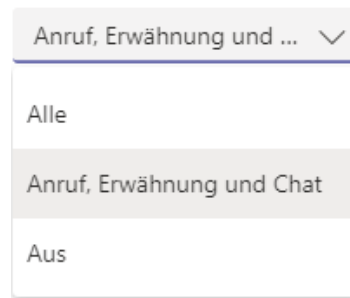 Anruf, Erwähnung und ...
Alle
Anruf, Erwähnung und Chat
Aus